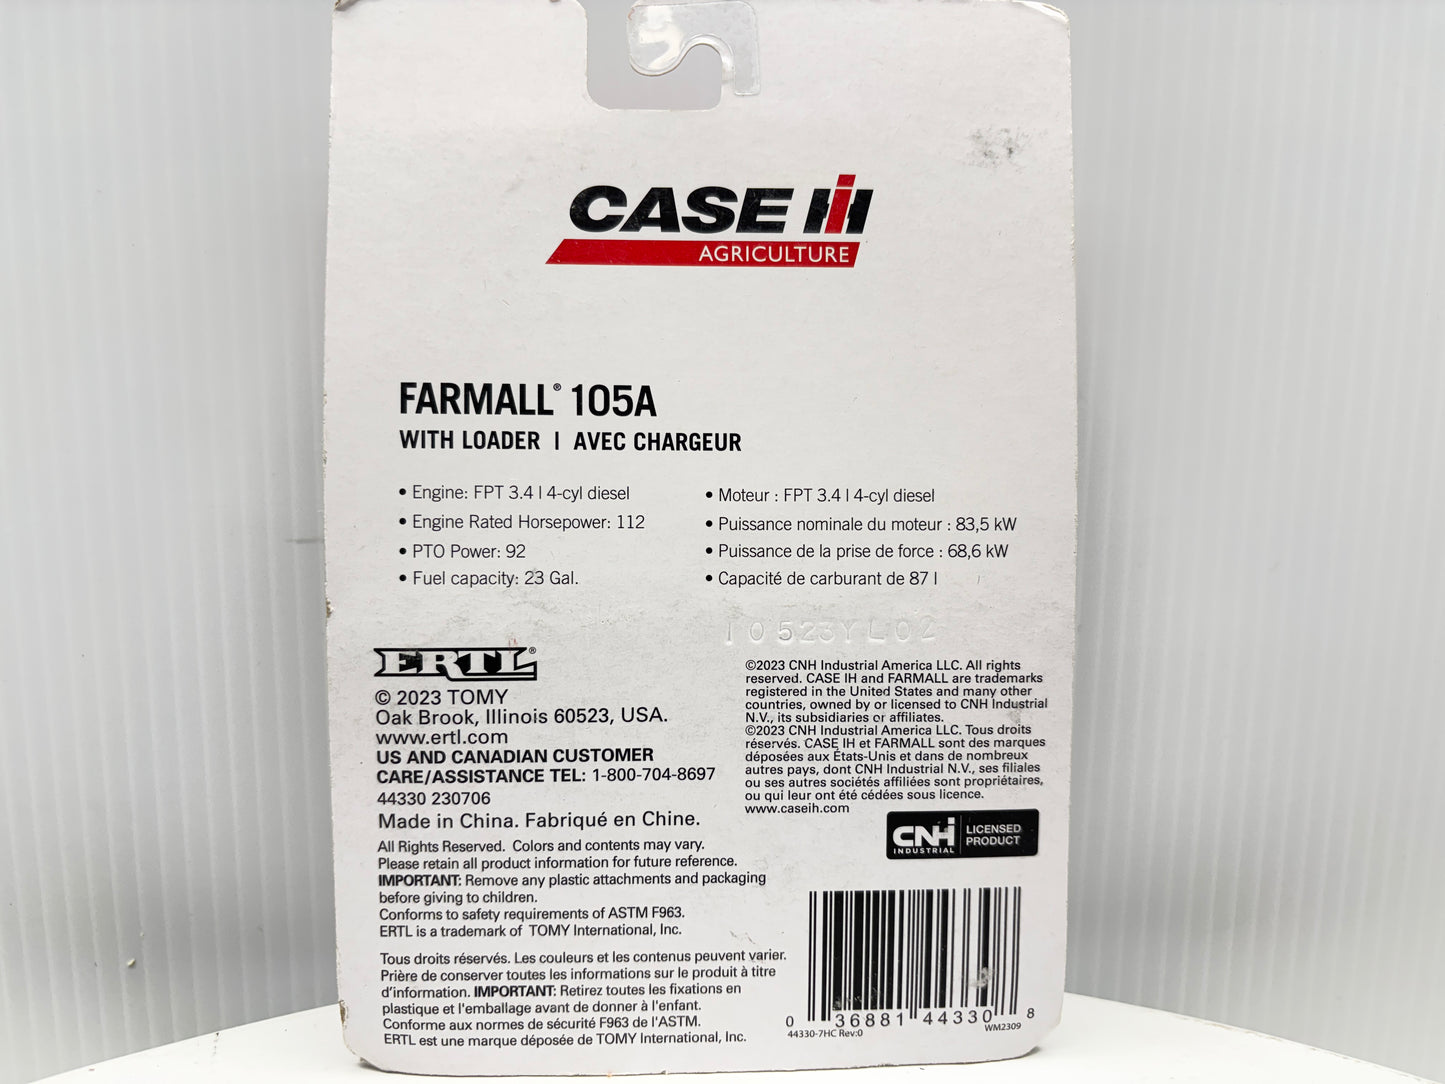 CASE IH
AGRICULTURE
FARMALL® 105A
WITH LOADER | AVEC CHARGEUR
• Engine: FPT 3.4 l 4-cyl diesel
• Engine Rated Horsepower: 112
• PTO Power: 92
• Fuel capacity: 23 Gal.
• Moteur : FPT 3.4 l 4-cyl diesel
• Puissance nominale du moteur : 83,5 kW
• Puissance de la prise de force : 68,6 kW
• Capacité de carburant de 87 l
10523YL02
ERTL®
© 2023 TOMY
Oak Brook, Illinois 60523, USA.
www.ertl.com
US AND CANADIAN CUSTOMER
CARE/ASSISTANCE TEL: 1-800-704-8697
44330 230706
Made in China. Fabriqué en Chine.
All Rights Reserved. Colors and contents may vary.
Please retain all product information for future reference.
IMPORTANT: Remove any plastic attachments and packaging
before giving to children.
Conforms to safety requirements of ASTM F963.
ERTL is a trademark of TOMY International, Inc.
Tous droits réservés. Les couleurs et les contenus peuvent varier.
Prière de conserver toutes les informations sur le produit à titre
d'information. IMPORTANT: Retirez toutes les fixations en
plastique et l'emballage avant de donner à l'enfant.
Conforme aux normes de sécurité F963 de l'ASTM.
ERTL est une marque déposée de TOMY International, Inc.
©2023 CNH Industrial America LLC. All rights
reserved. CASE IH and FARMALL are trademarks
registered in the United States and many other
countries, owned by or licensed to CNH Industrial
N.V., its subsidiaries or affiliates.
©2023 CNH Industrial America LLC. Tous droits
réservés. CASE IH et FARMALL sont des marques
déposées aux États-Unis et dans de nombreux
autres pays, dont CNH Industrial N.V., ses filiales
ou ses autres sociétés affiliées sont propriétaires,
ou qui leur ont été cédées sous licence.
www.caseih.com
CNH INDUSTRIAL
LICENSED
PRODUCT
0 36881 44330 8
44330-7HC Rev:0
WM2309